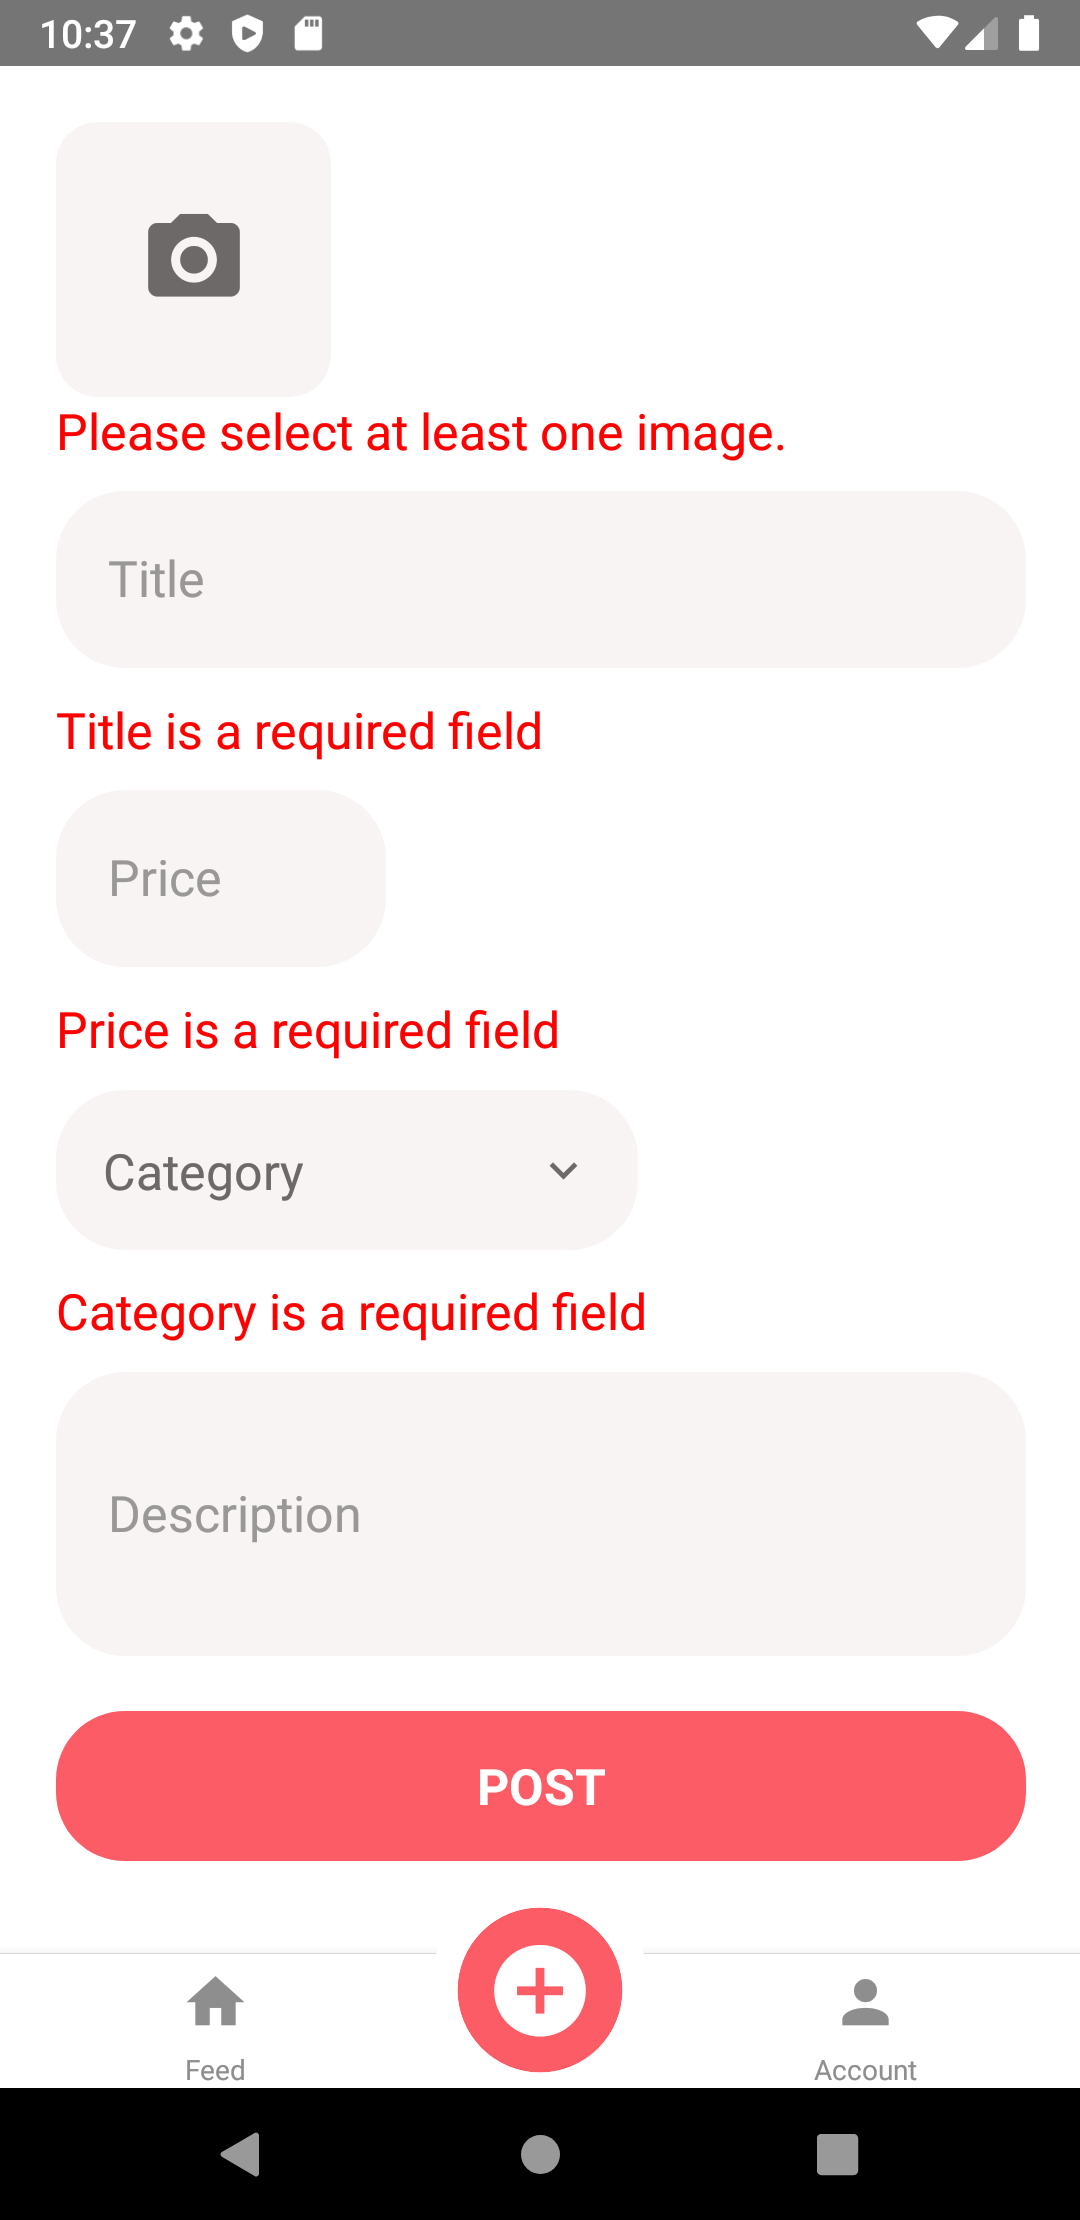 10:37
Please select at least one image.
Title
Title is a required field
Price
Price is a required field
Category
Category is a required field
Description
POST
Feed
Account